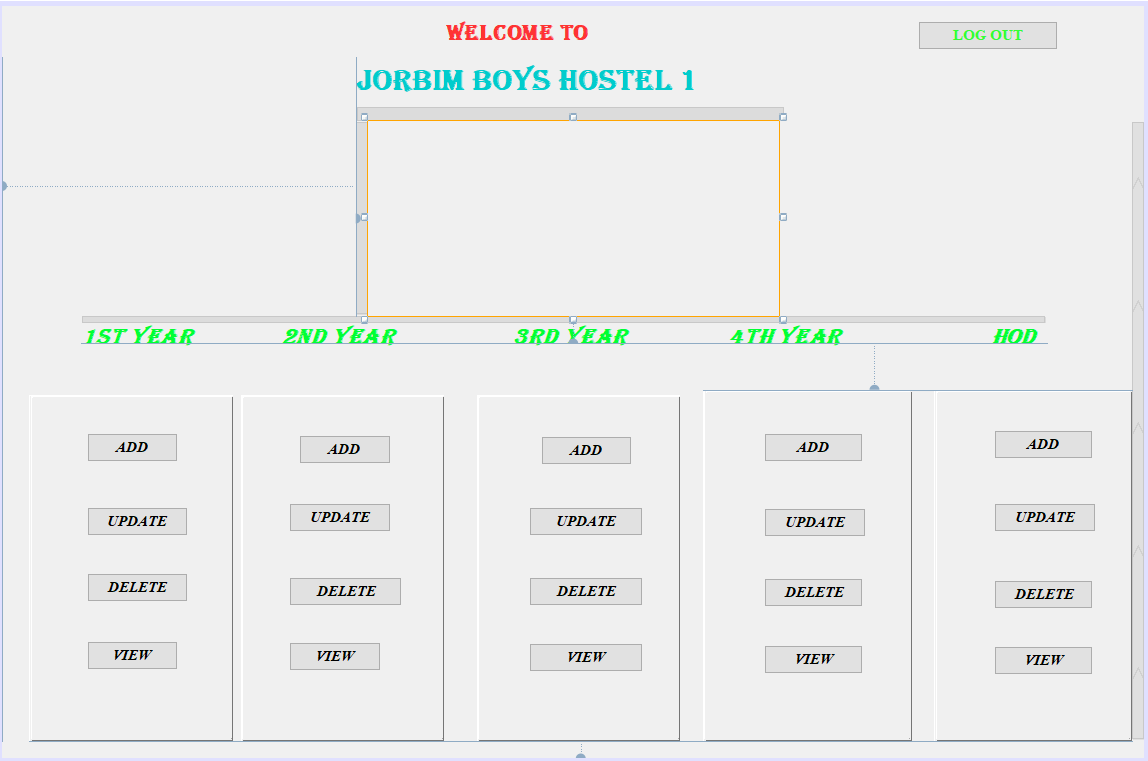 WELCOME TO
LOG OUT
JORBIM BOYS HOSTEL 1
1ST YEAR 2ND YEAR 3RD YEAR 4TH YEAR HOD
ADD ADD ADD ADD ADD
UPDATE UPDATE UPDATE UPDATE UPDATE
DELETE DELETE DELETE DELETE DELETE
VIEW VIEW VIEW VIEW VIEW